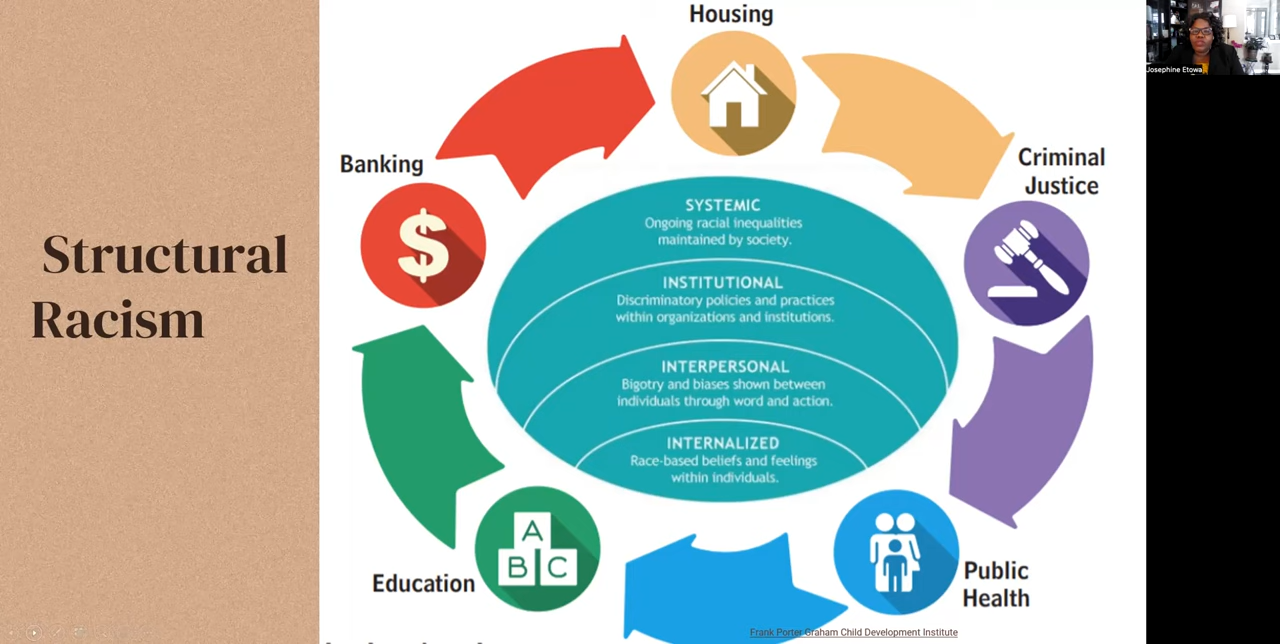 Structural
Racism
Housing
Banking
Criminal
Justice
SYSTEMIC
Ongoing racial inequalities
maintained by society.
INSTITUTIONAL
Discriminatory policies and practices
within organizations and institutions.
INTERPERSONAL
Bigotry and biases shown between
individuals through word and action.
INTERNALIZED
Race-based beliefs and feelings
within individuals.
$
A
B C
Education
Public
Health
Frank Porter Graham Child Development Institute
Josephine Etowa